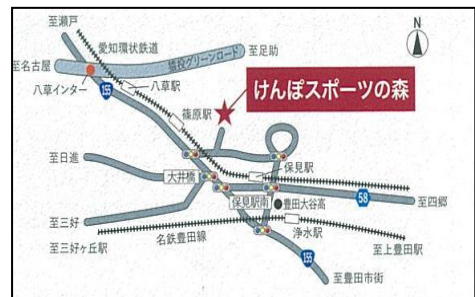 至瀬戸
愛知環状鉄道
猿投グリーンロード
至足助
N
至名古屋
八草インター
155
八草駅
篠原駅
けんぽスポーツの森
至日進
大井橋
保見駅
保見駅南
豊田大谷高
58
至四郷
至三好
至三好ヶ丘駅
名鉄豊田線
浄水駅
至上豊田駅
155
至豊田市街